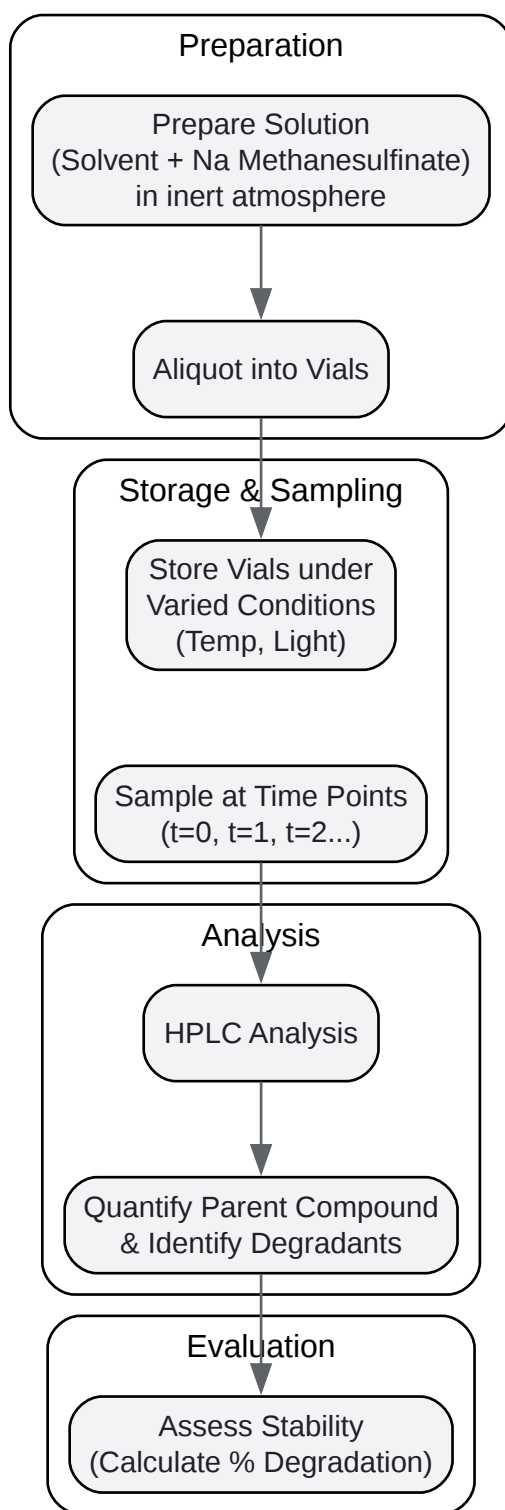 Preparation
Prepare Solution
(Solvent + Na Methanesulfinate)
in inert atmosphere
Aliquot into Vials
Storage & Sampling
Store Vials under
Varied Conditions
(Temp, Light)
Sample at Time Points
(t=0, t=1, t=2...)
Analysis
HPLC Analysis
Quantify Parent Compound
& Identify Degradants
Evaluation
Assess Stability
(Calculate % Degradation)